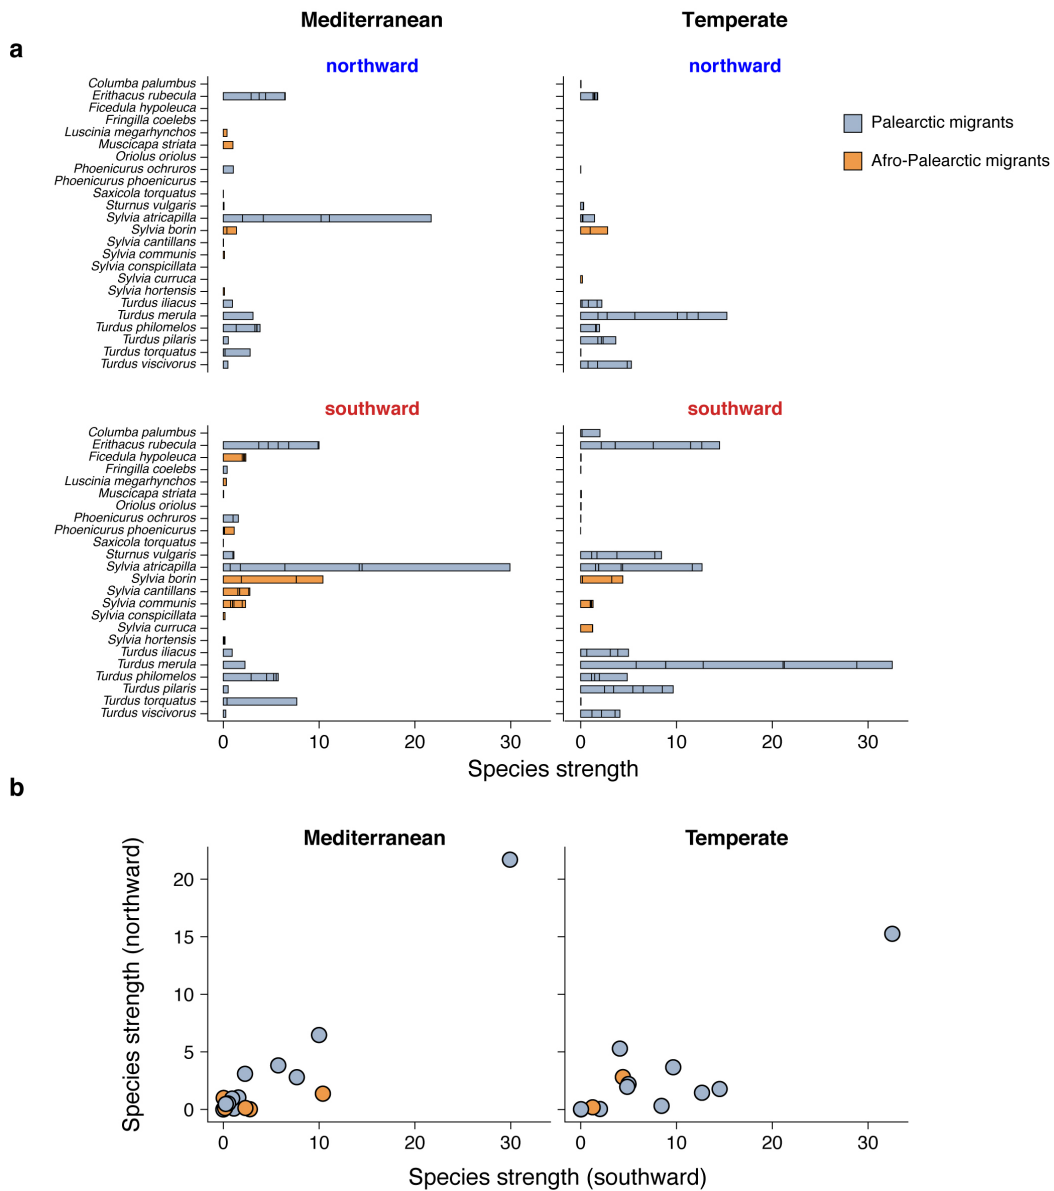 Mediterranean Temperate
a
northward northward
Columba palumbus
Erithacus rubecula
Ficedula hypoleuca
Fringilla coelebs
Luscinia megarhynchos
Muscicapa striata
Oriolus oriolus
Phoenicurus ochruros
Phoenicurus phoenicurus
Saxicola torquatus
Sturnus vulgaris
Sylvia atricapilla
Sylvia borin
Sylvia cantillans
Sylvia communis
Sylvia conspicillata
Sylvia curruca
Sylvia hortensis
Turdus iliacus
Turdus merula
Turdus philomelos
Turdus pilaris
Turdus torquatus
Turdus viscivorus
Palearctic migrants
Afro-Palearctic migrants
southward southward
Columba palumbus
Erithacus rubecula
Ficedula hypoleuca
Fringilla coelebs
Luscinia megarhynchos
Muscicapa striata
Oriolus oriolus
Phoenicurus ochruros
Phoenicurus phoenicurus
Saxicola torquatus
Sturnus vulgaris
Sylvia atricapilla
Sylvia borin
Sylvia cantillans
Sylvia communis
Sylvia conspicillata
Sylvia curruca
Sylvia hortensis
Turdus iliacus
Turdus merula
Turdus philomelos
Turdus pilaris
Turdus torquatus
Turdus viscivorus
0 10 20 30 0 10 20 30
Species strength
b
Mediterranean Temperate
Species strength (northward)
20
15
10
5
0
0 10 20 30 0 10 20 30
Species strength (southward)